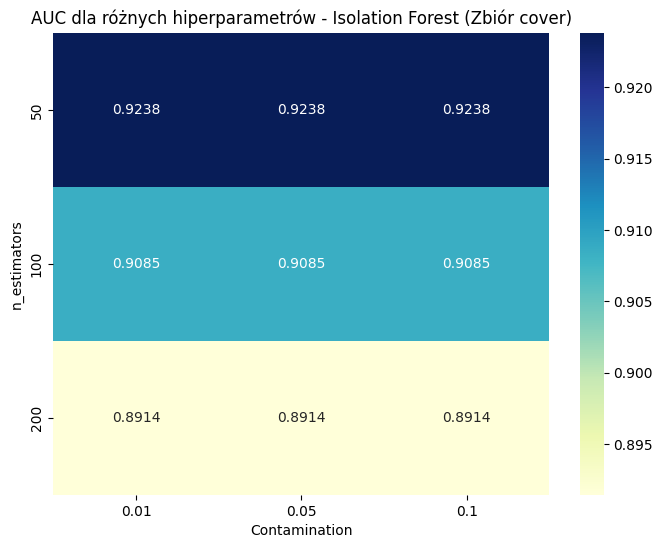 AUC dla różnych hiperparametrów - Isolation Forest (Zbiór cover)
n_estimators
50
0.9238 0.9238 0.9238
100
0.9085 0.9085 0.9085
200
0.8914 0.8914 0.8914
0.01 0.05 0.1
Contamination
0.920
0.915
0.910
0.905
0.900
0.895